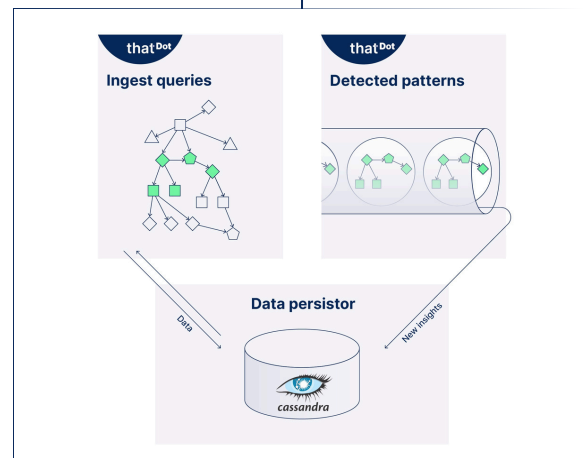 thatDot
Ingest queries
thatDot
Detected patterns
Data
New insights
Data persistor
cassandra